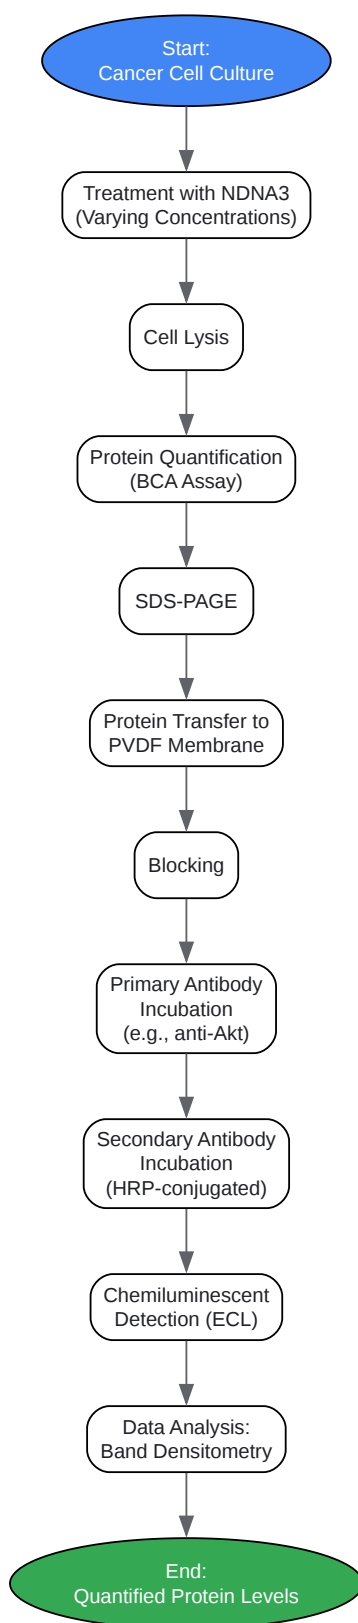 Start:
Cancer Cell Culture
Treatment with NDNA3
(Varying Concentrations)
Cell Lysis
Protein Quantification
(BCA Assay)
SDS-PAGE
Protein Transfer to
PVDF Membrane
Blocking
Primary Antibody
Incubation
(e.g., anti-Akt)
Secondary Antibody
Incubation
(HRP-conjugated)
Chemiluminescent
Detection (ECL)
Data Analysis:
Band Densitometry
End:
Quantified Protein Levels